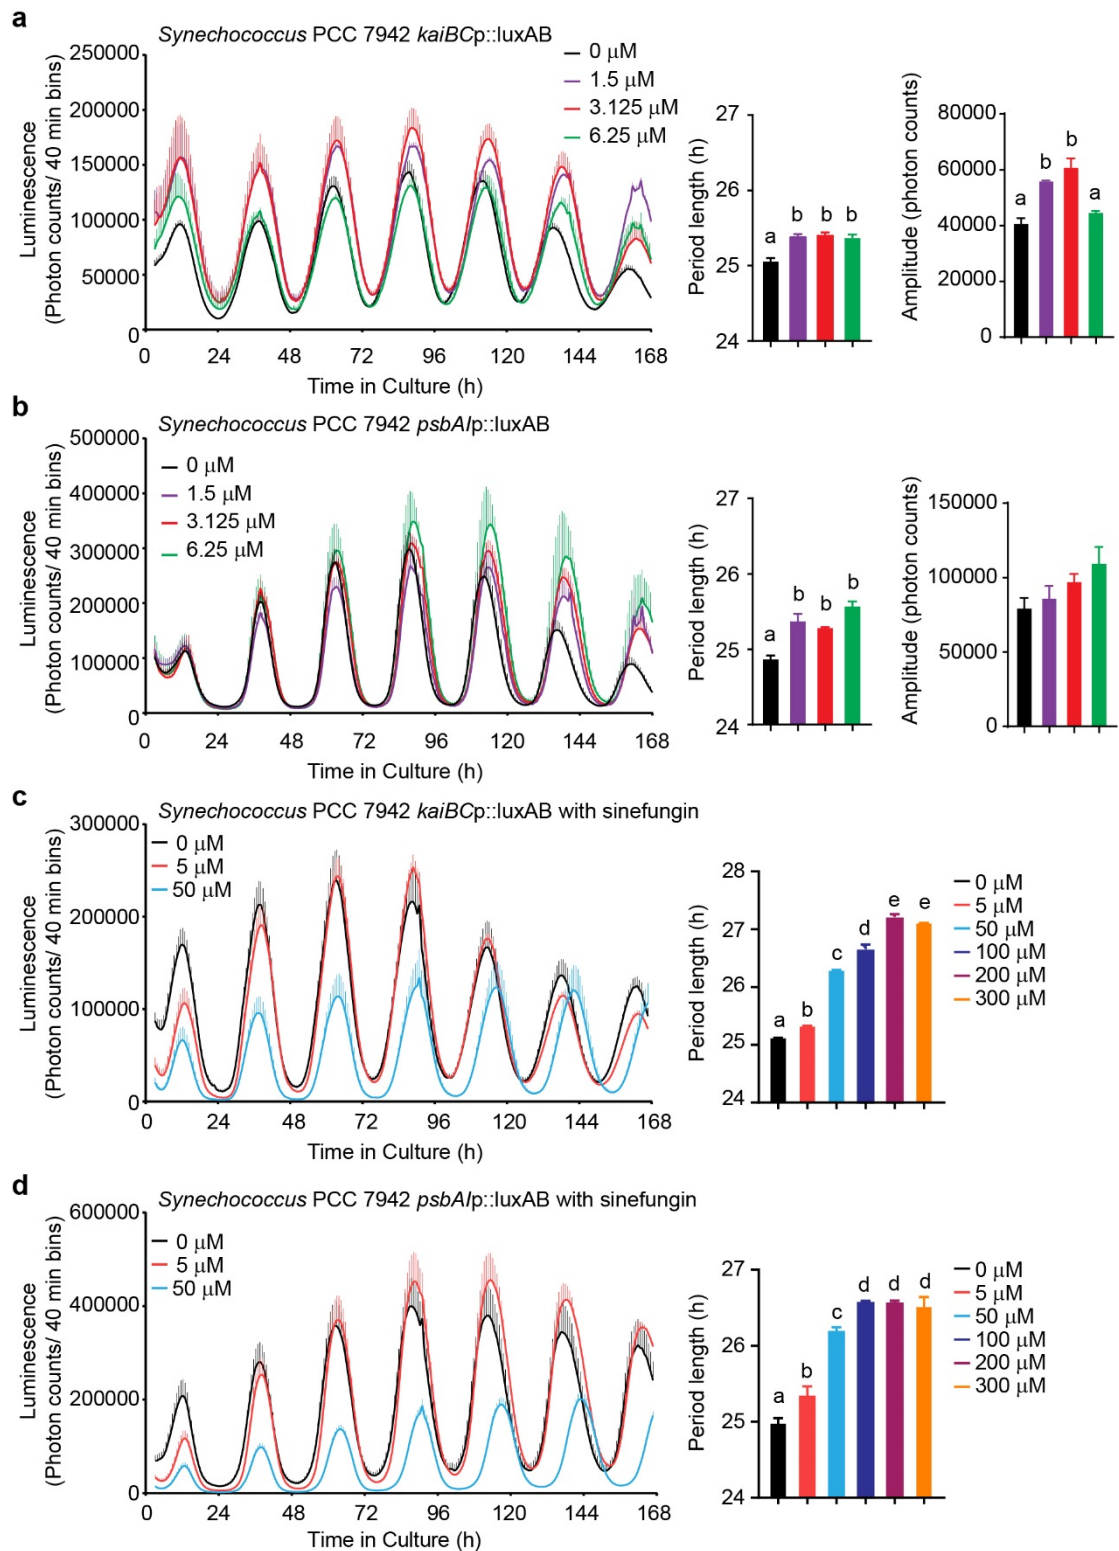 a
Synechococcus PCC 7942 kaiBCp::luxAB
250000
200000
150000
100000
50000
0
Luminescence
(Photon counts/ 40 min bins)
0 μM
1.5 μM
3.125 μM
6.25 μM
0 24 48 72 96 120 144 168
Time in Culture (h)
Period length (h)
27
26
25
24
a b b b
Amplitude (photon counts)
80000
60000
40000
20000
0
a b b a
b
Synechococcus PCC 7942 psbAIp::luxAB
500000
400000
300000
200000
100000
0
Luminescence
(Photon counts/ 40 min bins)
0 μM
1.5 μM
3.125 μM
6.25 μM
0 24 48 72 96 120 144 168
Time in Culture (h)
Period length (h)
27
26
25
24
a b b b
Amplitude (photon counts)
150000
100000
50000
0
c
Synechococcus PCC 7942 kaiBCp::luxAB with sinefungin
300000
200000
100000
0
Luminescence
(Photon counts/ 40 min bins)
0 μM
5 μM
50 μM
0 24 48 72 96 120 144 168
Time in Culture (h)
Period length (h)
28
27
26
25
24
a b c d e e
0 μM
5 μM
50 μM
100 μM
200 μM
300 μM
d
Synechococcus PCC 7942 psbAIp::luxAB with sinefungin
600000
400000
200000
0
Luminescence
(Photon counts/ 40 min bins)
0 μM
5 μM
50 μM
0 24 48 72 96 120 144 168
Time in Culture (h)
Period length (h)
27
26
25
24
a b c d d d
0 μM
5 μM
50 μM
100 μM
200 μM
300 μM